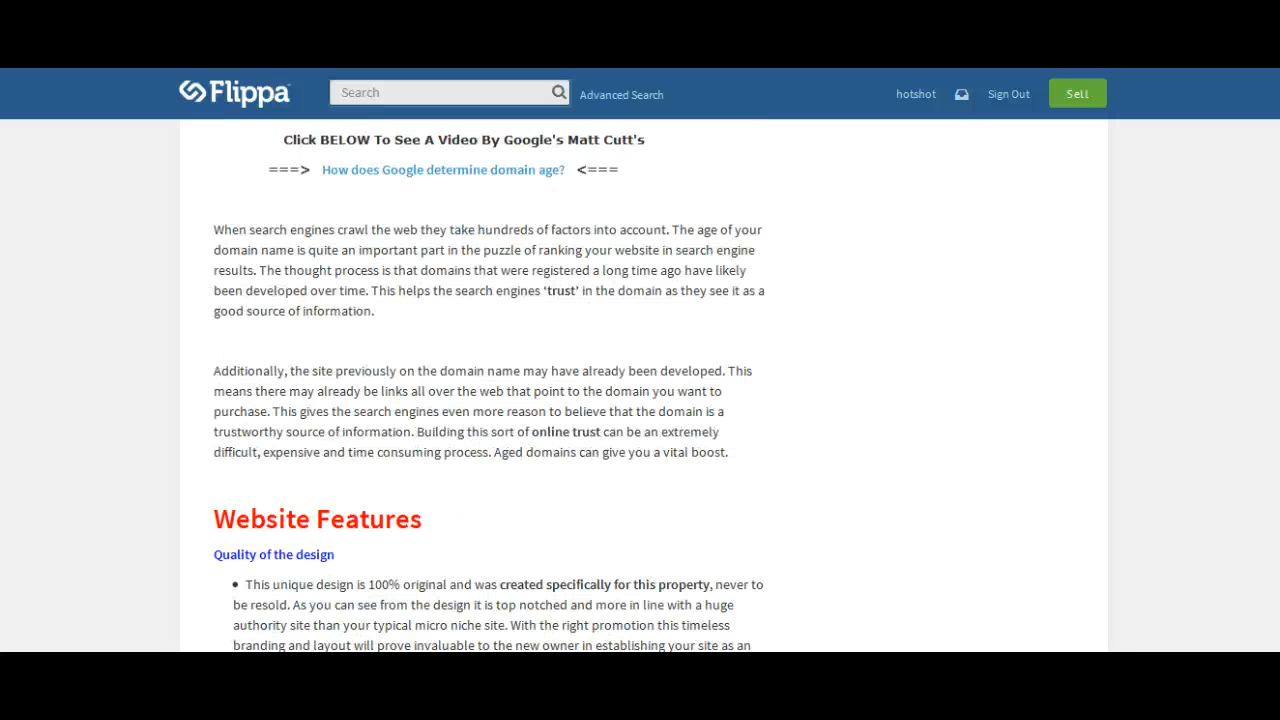 Flippa
Search
Advanced Search
hotshot
Sign Out
Sell
Click BELOW To See A Video By Google's Matt Cutt's
===> How does Google determine domain age? <===
When search engines crawl the web they take hundreds of factors into account. The age of your
domain name is quite an important part in the puzzle of ranking your website in search engine
results. The thought process is that domains that were registered a long time ago have likely
been developed over time. This helps the search engines ‘trust’ in the domain as they see it as a
good source of information.
Additionally, the site previously on the domain name may have already been developed. This
means there may already be links all over the web that point to the domain you want to
purchase. This gives the search engines even more reason to believe that the domain is a
trustworthy source of information. Building this sort of online trust can be an extremely
difficult, expensive and time consuming process. Aged domains can give you a vital boost.
Website Features
Quality of the design
• This unique design is 100% original and was created specifically for this property, never to
be resold. As you can see from the design it is top notched and more in line with a huge
authority site than your typical micro niche site. With the right promotion this timeless
branding and layout will prove invaluable to the new owner in establishing your site as an